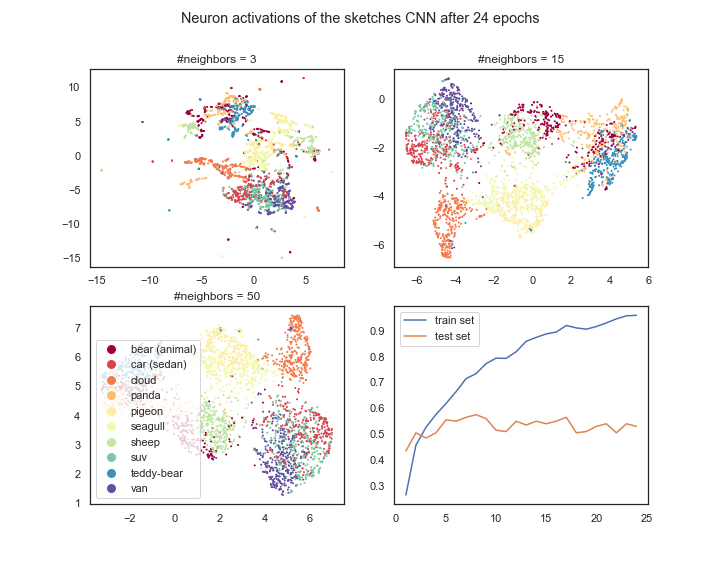 Neuron activations of the sketches CNN after 24 epochs
#neighbors = 3
10
5
0
−5
−10
−15
−15 −10 −5 0 5
#neighbors = 15
0
−2
−4
−6
−6 −4 −2 0 2 4 6
#neighbors = 50
7
6
5
4
3
2
1
bear (animal)
car (sedan)
cloud
panda
pigeon
seagull
sheep
suv
teddy-bear
van
−2 0 2 4 6
train set
test set
0.9
0.8
0.7
0.6
0.5
0.4
0.3
0 5 10 15 20 25